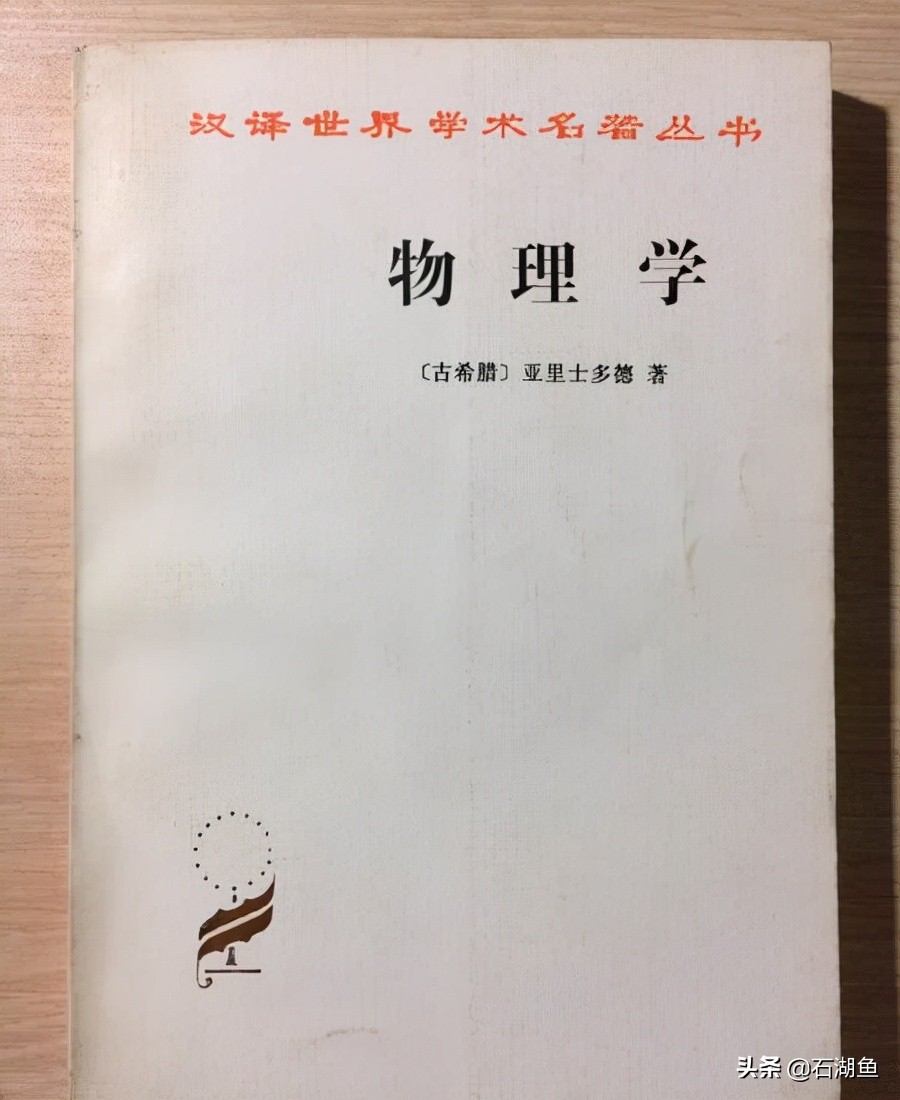 汉译世界学术名著丛书
物理学
〔古希腊〕亚里士多德 著
头条 @石湖鱼